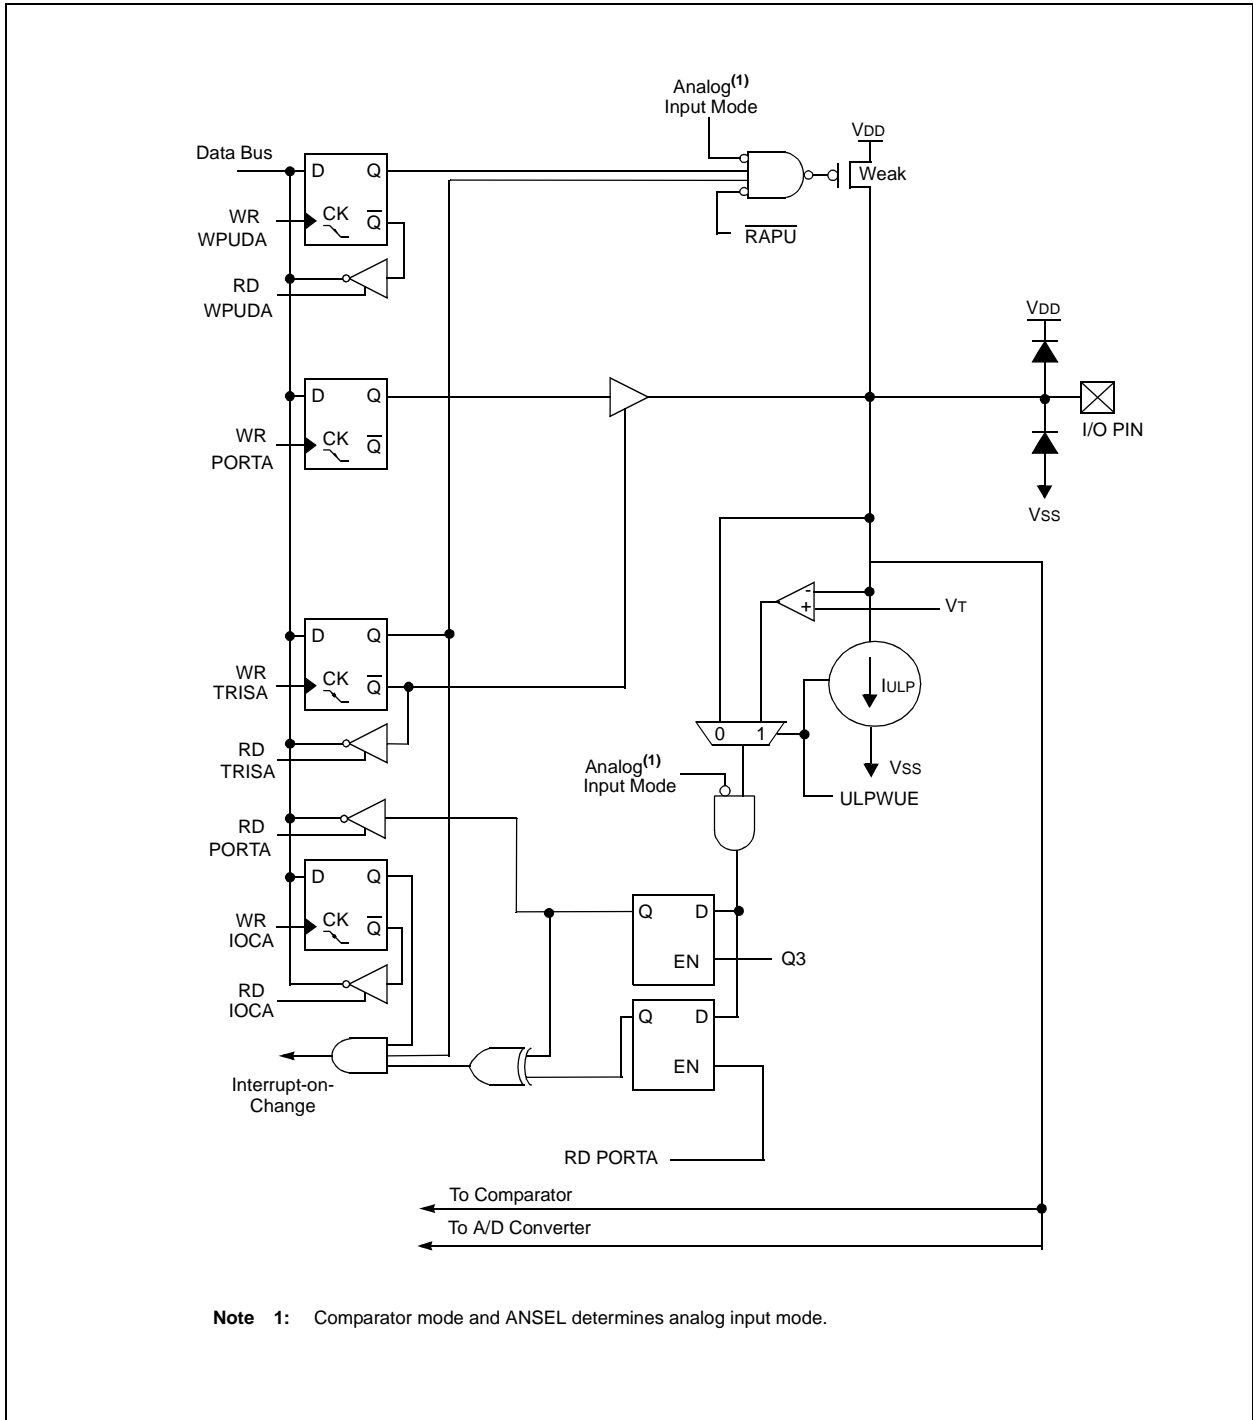 Analog(1)
Input Mode
VDD
Weak
RAPU
Data Bus
D Q
CK Q
WR
WPUDA
RD
WPUDA
VDD
I/O PIN
VSS
D Q
CK Q
WR
PORTA
- 
+
VT
IULP
VSS
ULPWUE
0 1
D Q
CK Q
WR
TRISA
RD
TRISA
Analog(1)
Input Mode
RD
PORTA
D Q
CK Q
WR
IOCA
RD
IOCA
Q D
EN
Q3
Q D
EN
Interrupt-on-
Change
RD PORTA
To Comparator
To A/D Converter
Note 1: Comparator mode and ANSEL determines analog input mode.